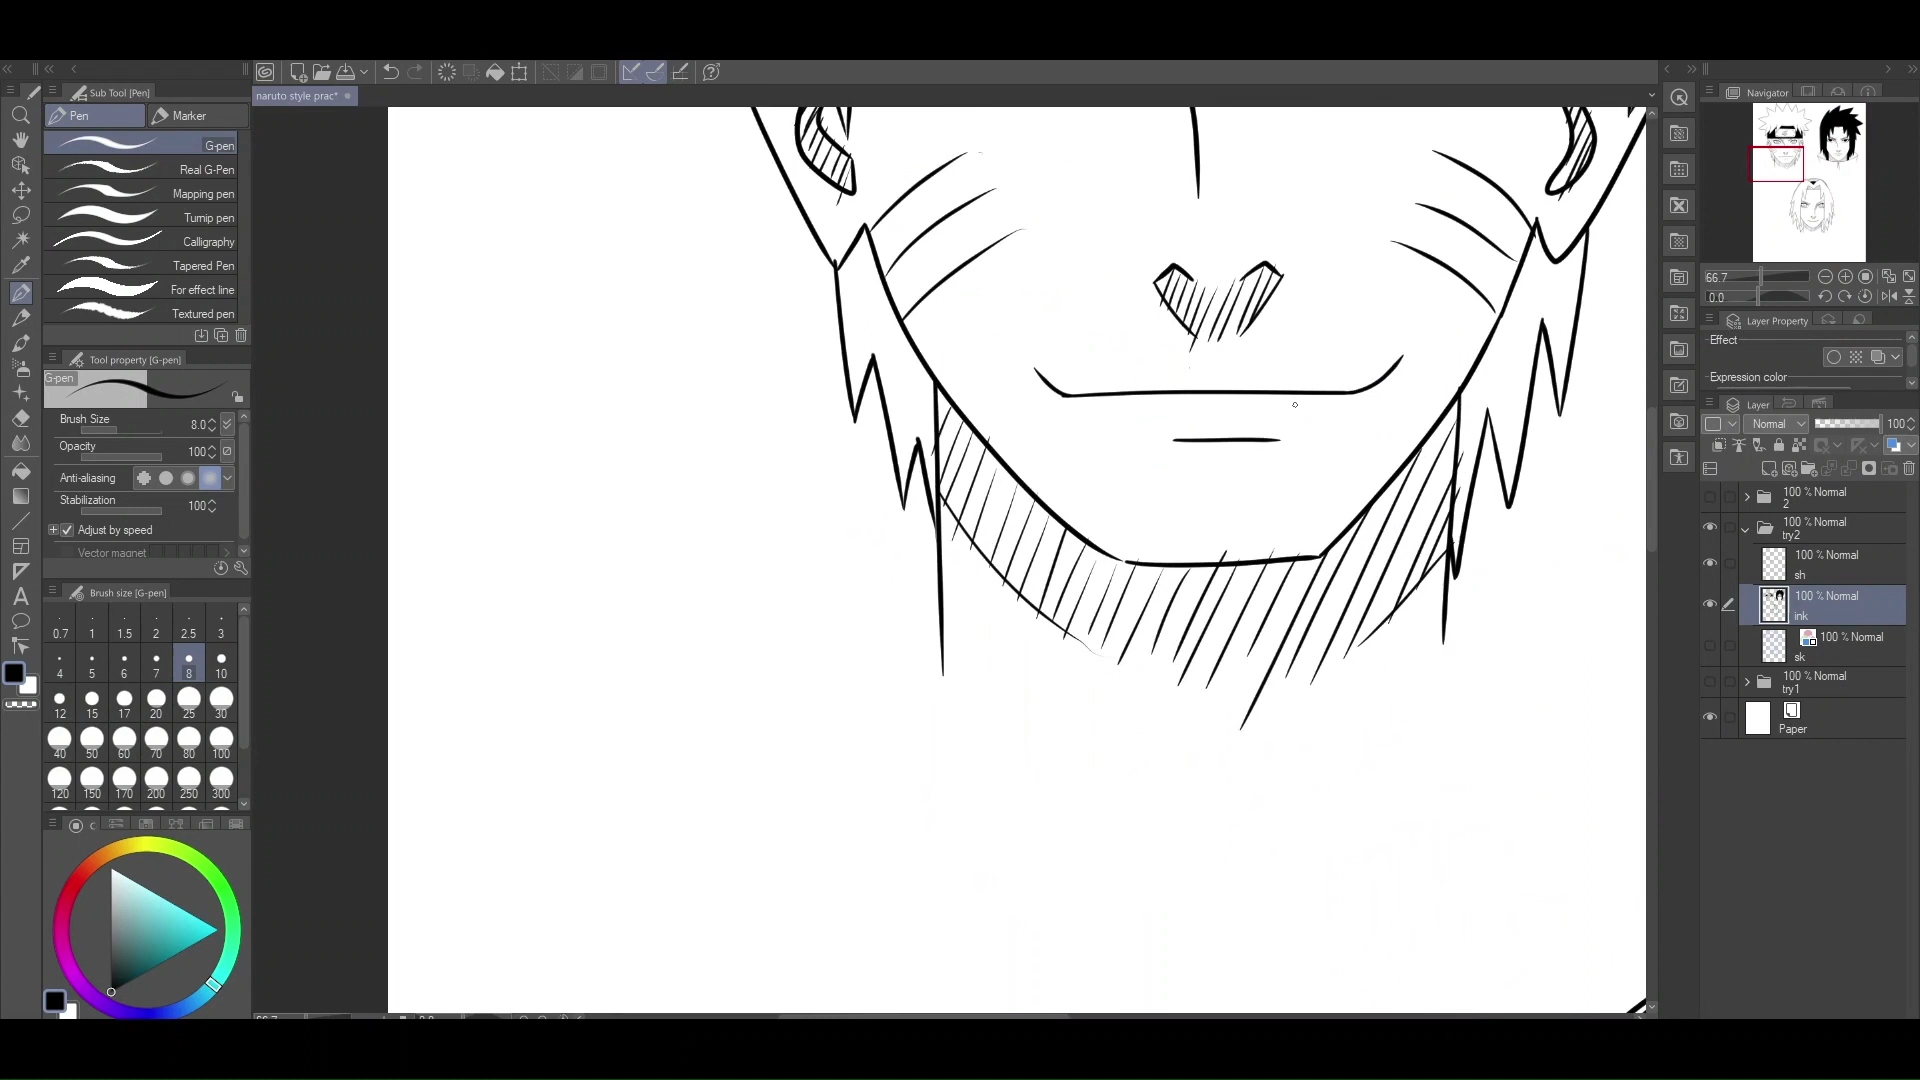 Sub Tool [Pen]
Pen
Marker
G-pen
Real G-Pen
Mapping pen
Turnip pen
Calligraphy
Tapered Pen
For effect line
Textured pen
Tool property [G-pen]
G-pen
Brush Size 8.0
Opacity 100
Anti-aliasing
Stabilization 100
Adjust by speed
Vector magnet
Brush size [G-pen]
0.7 1 1.5 2 2.5 3
4 5 6 7 8 10
12 15 17 20 25 30
40 50 60 70 80 100
120 150 170 200 250 300
naruto style prac*
Navigator
66.7
0.0
Layer Property
Effect
Expression color
Layer
Normal 100
100 % Normal
2
100 % Normal
try2
100 % Normal
sh
100 % Normal
ink
100 % Normal
sk
100 % Normal
try1
Paper